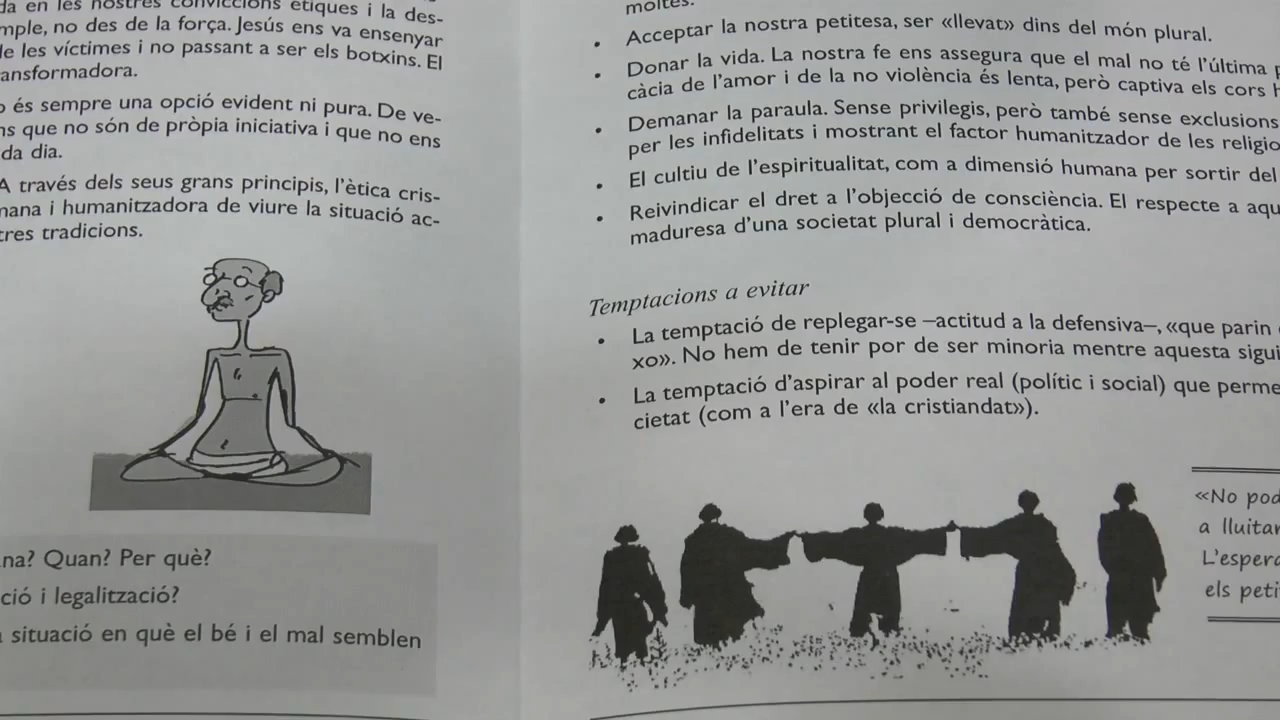 da en les nostres conviccions ètiques i la des-
mple, no des de la força. Jesús ens va ensenyar
de les víctimes i no passant a ser els botxins. El
ansformadora.
o és sempre una opció evident ni pura. De ve-
ns que no són de pròpia iniciativa i que no ens
da dia.
A través dels seus grans principis, l'ètica cris-
mana i humanitzadora de viure la situació ac-
tres tradicions.
na? Quan? Per què?
ció i legalització?
a situació en què el bé i el mal semblen
moltes.
• Acceptar la nostra petitesa, ser «llevat» dins del món plural.
• Donar la vida. La nostra fe ens assegura que el mal no té l'última p
càcia de l'amor i de la no violència és lenta, però captiva els cors h
• Demanar la paraula. Sense privilegis, però també sense exclusions
per les infidelitats i mostrant el factor humanitzador de les religio
• El cultiu de l'espiritualitat, com a dimensió humana per sortir del
• Reivindicar el dret a l'objecció de consciència. El respecte a aqu
maduresa d'una societat plural i democràtica.
Temptacions a evitar
• La temptació de replegar-se –actitud a la defensiva–, «que parin
xo». No hem de tenir por de ser minoria mentre aquesta sigui
• La temptació d'aspirar al poder real (polític i social) que perme
cietat (com a l'era de «la cristiandat»).
«No pod
a lluitar
L'espera
els peti